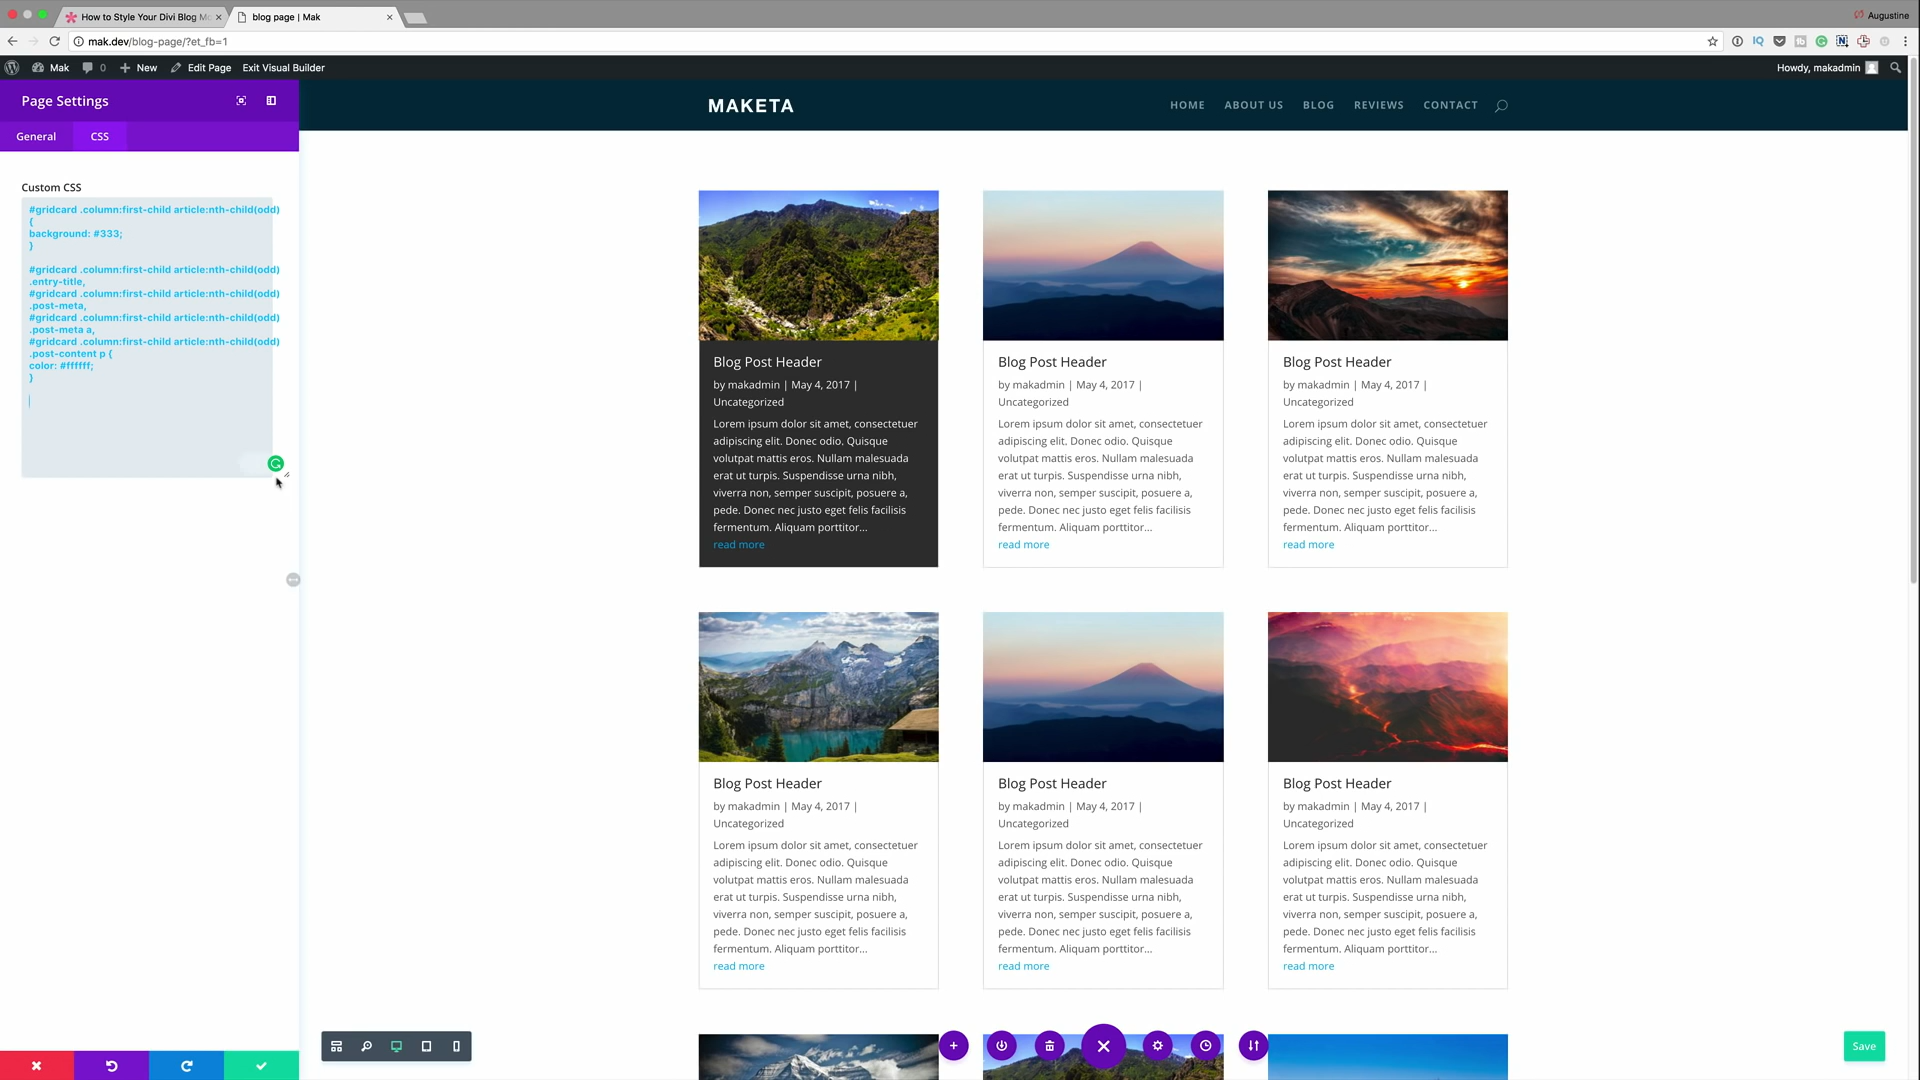 How to Style Your Divi Blog Mo
blog page | Mak
Augustine
mak.dev/blog-page/?et_fb=1
Mak
0
New
Edit Page
Exit Visual Builder
Howdy, makadmin
Page Settings
General
CSS
Custom CSS
#gridcard .column:first-child article:nth-child(odd)
{
background: #333;
}
#gridcard .column:first-child article:nth-child(odd)
.entry-title,
#gridcard .column:first-child article:nth-child(odd)
.post-meta,
#gridcard .column:first-child article:nth-child(odd)
.post-meta a,
#gridcard .column:first-child article:nth-child(odd)
.post-content p {
color: #ffffff;
}
MAKETA
HOME
ABOUT US
BLOG
REVIEWS
CONTACT
Blog Post Header
by makadmin | May 4, 2017 |
Uncategorized
Lorem ipsum dolor sit amet, consectetuer
adipiscing elit. Donec odio. Quisque
volutpat mattis eros. Nullam malesuada
erat ut turpis. Suspendisse urna nibh,
viverra non, semper suscipit, posuere a,
pede. Donec nec justo eget felis facilisis
fermentum. Aliquam porttitor...
read more
Blog Post Header
by makadmin | May 4, 2017 |
Uncategorized
Lorem ipsum dolor sit amet, consectetuer
adipiscing elit. Donec odio. Quisque
volutpat mattis eros. Nullam malesuada
erat ut turpis. Suspendisse urna nibh,
viverra non, semper suscipit, posuere a,
pede. Donec nec justo eget felis facilisis
fermentum. Aliquam porttitor...
read more
Blog Post Header
by makadmin | May 4, 2017 |
Uncategorized
Lorem ipsum dolor sit amet, consectetuer
adipiscing elit. Donec odio. Quisque
volutpat mattis eros. Nullam malesuada
erat ut turpis. Suspendisse urna nibh,
viverra non, semper suscipit, posuere a,
pede. Donec nec justo eget felis facilisis
fermentum. Aliquam porttitor...
read more
Blog Post Header
by makadmin | May 4, 2017 |
Uncategorized
Lorem ipsum dolor sit amet, consectetuer
adipiscing elit. Donec odio. Quisque
volutpat mattis eros. Nullam malesuada
erat ut turpis. Suspendisse urna nibh,
viverra non, semper suscipit, posuere a,
pede. Donec nec justo eget felis facilisis
fermentum. Aliquam porttitor...
read more
Blog Post Header
by makadmin | May 4, 2017 |
Uncategorized
Lorem ipsum dolor sit amet, consectetuer
adipiscing elit. Donec odio. Quisque
volutpat mattis eros. Nullam malesuada
erat ut turpis. Suspendisse urna nibh,
viverra non, semper suscipit, posuere a,
pede. Donec nec justo eget felis facilisis
fermentum. Aliquam porttitor...
read more
Blog Post Header
by makadmin | May 4, 2017 |
Uncategorized
Lorem ipsum dolor sit amet, consectetuer
adipiscing elit. Donec odio. Quisque
volutpat mattis eros. Nullam malesuada
erat ut turpis. Suspendisse urna nibh,
viverra non, semper suscipit, posuere a,
pede. Donec nec justo eget felis facilisis
fermentum. Aliquam porttitor...
read more
Save